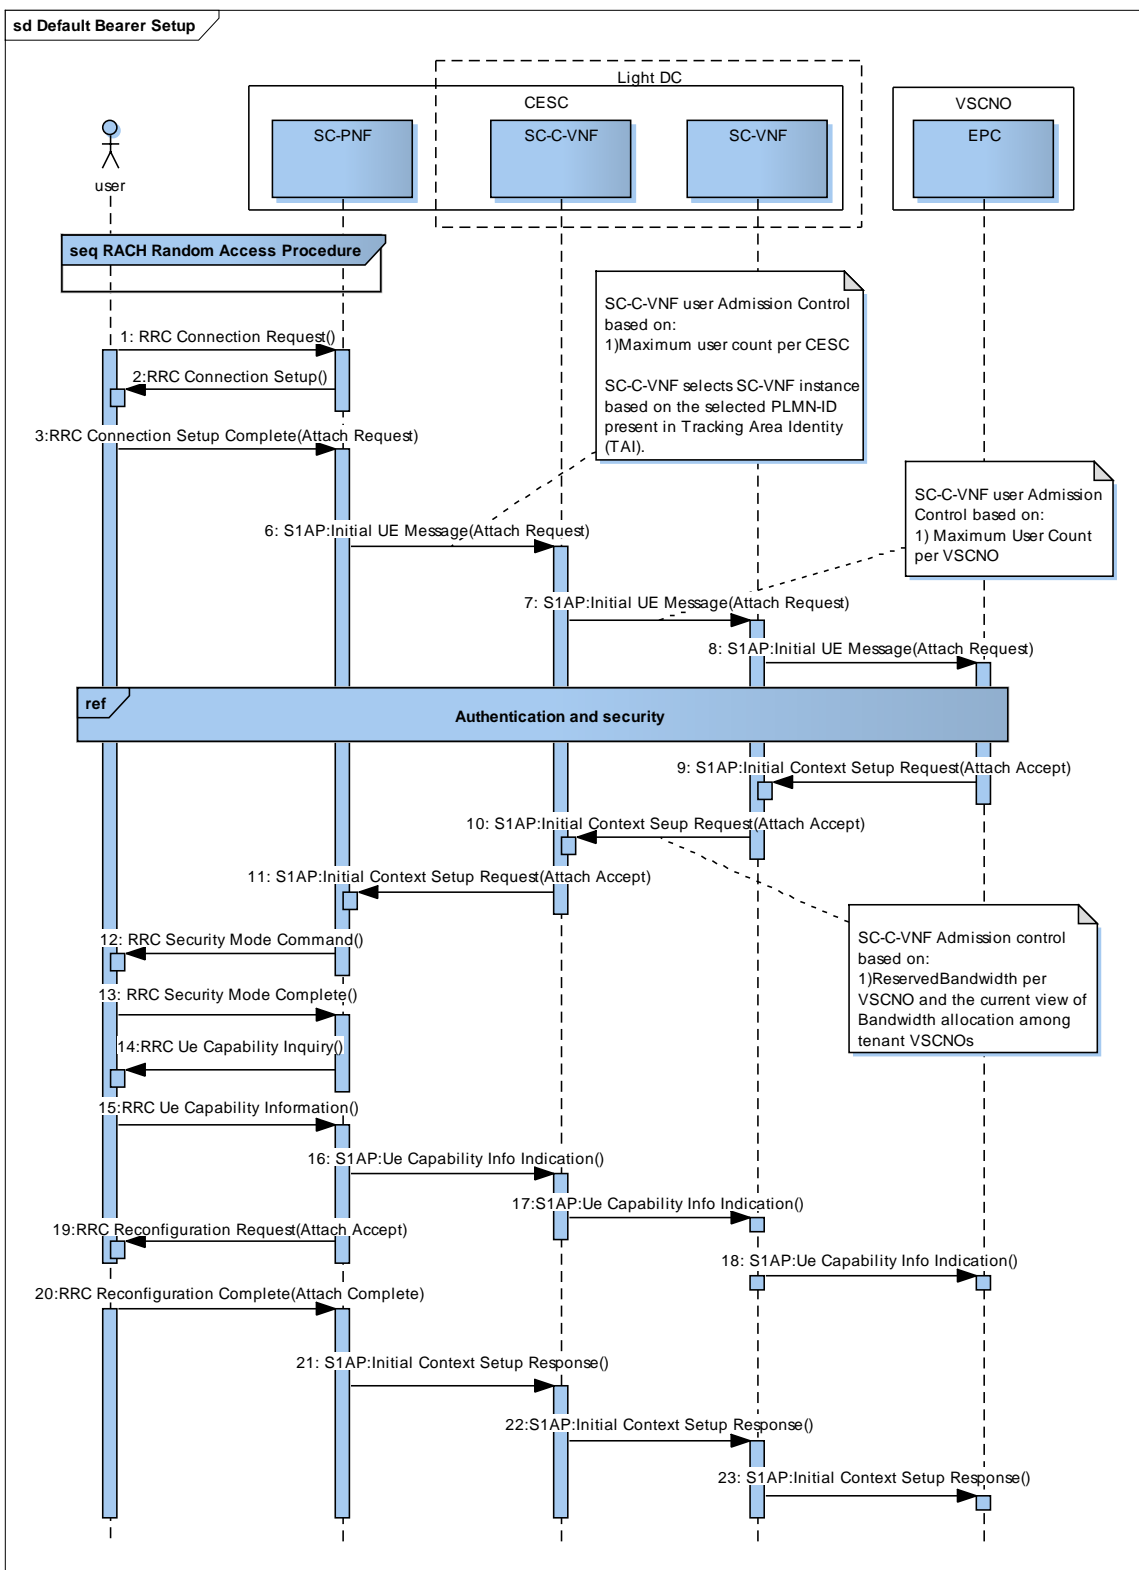 sd Default Bearer Setup
Light DC
CESC
VSCNO
SC-PNF
SC-C-VNF
SC-VNF
EPC
user
seq RACH Random Access Procedure
SC-C-VNF user Admission Control
based on:
1)Maximum user count per CESC
SC-C-VNF selects SC-VNF instance
based on the selected PLMN-ID
present in Tracking Area Identity
(TAI).
1: RRC Connection Request()
2:RRC Connection Setup()
3:RRC Connection Setup Complete(Attach Request)
SC-C-VNF user Admission
Control based on:
1) Maximum User Count
per VSCNO
6: S1AP:Initial UE Message(Attach Request)
7: S1AP:Initial UE Message(Attach Request)
8: S1AP:Initial UE Message(Attach Request)
ref
Authentication and security
9: S1AP:Initial Context Setup Request(Attach Accept)
10: S1AP:Initial Context Seup Request(Attach Accept)
11: S1AP:Initial Context Setup Request(Attach Accept)
SC-C-VNF Admission control
based on:
1)ReservedBandwidth per
VSCNO and the current view of
Bandwidth allocation among
tenant VSCNOs
12: RRC Security Mode Command()
13: RRC Security Mode Complete()
14:RRC Ue Capability Inquiry()
15:RRC Ue Capability Information()
16: S1AP:Ue Capability Info Indication()
17:S1AP:Ue Capability Info Indication()
19:RRC Reconfiguration Request(Attach Accept)
18: S1AP:Ue Capability Info Indication()
20:RRC Reconfiguration Complete(Attach Complete)
21: S1AP:Initial Context Setup Response()
22:S1AP:Initial Context Setup Response()
23: S1AP:Initial Context Setup Response()